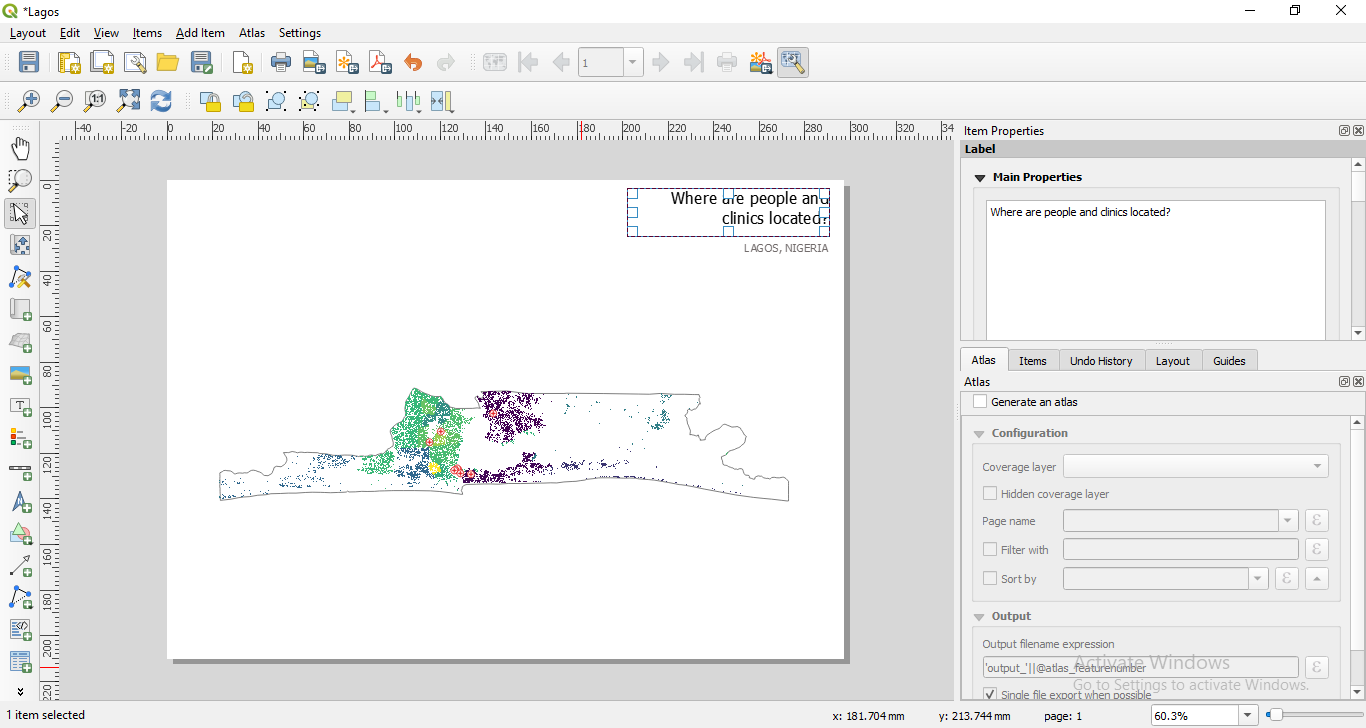 *Lagos
Layout Edit View Items Add Item Atlas Settings
1
-40 -20 0 20 40 60 80 100 120 140 160 180 200 220 240 260 280 300 320 34
0
20
40
60
80
100
120
140
160
180
200
220
Where are people and
clinics located?
LAGOS, NIGERIA
Item Properties
Label
Main Properties
Where are people and clinics located?
Atlas Items Undo History Layout Guides
Atlas
Generate an atlas
Configuration
Coverage layer
Hidden coverage layer
Page name
Filter with
Sort by
Output
Output filename expression
'output_'||@atlas_featurenumber
Single file export when possible
Activate Windows
Go to Settings to activate Windows.
1 item selected
x: 181.704 mm y: 213.744 mm page: 1 60.3%